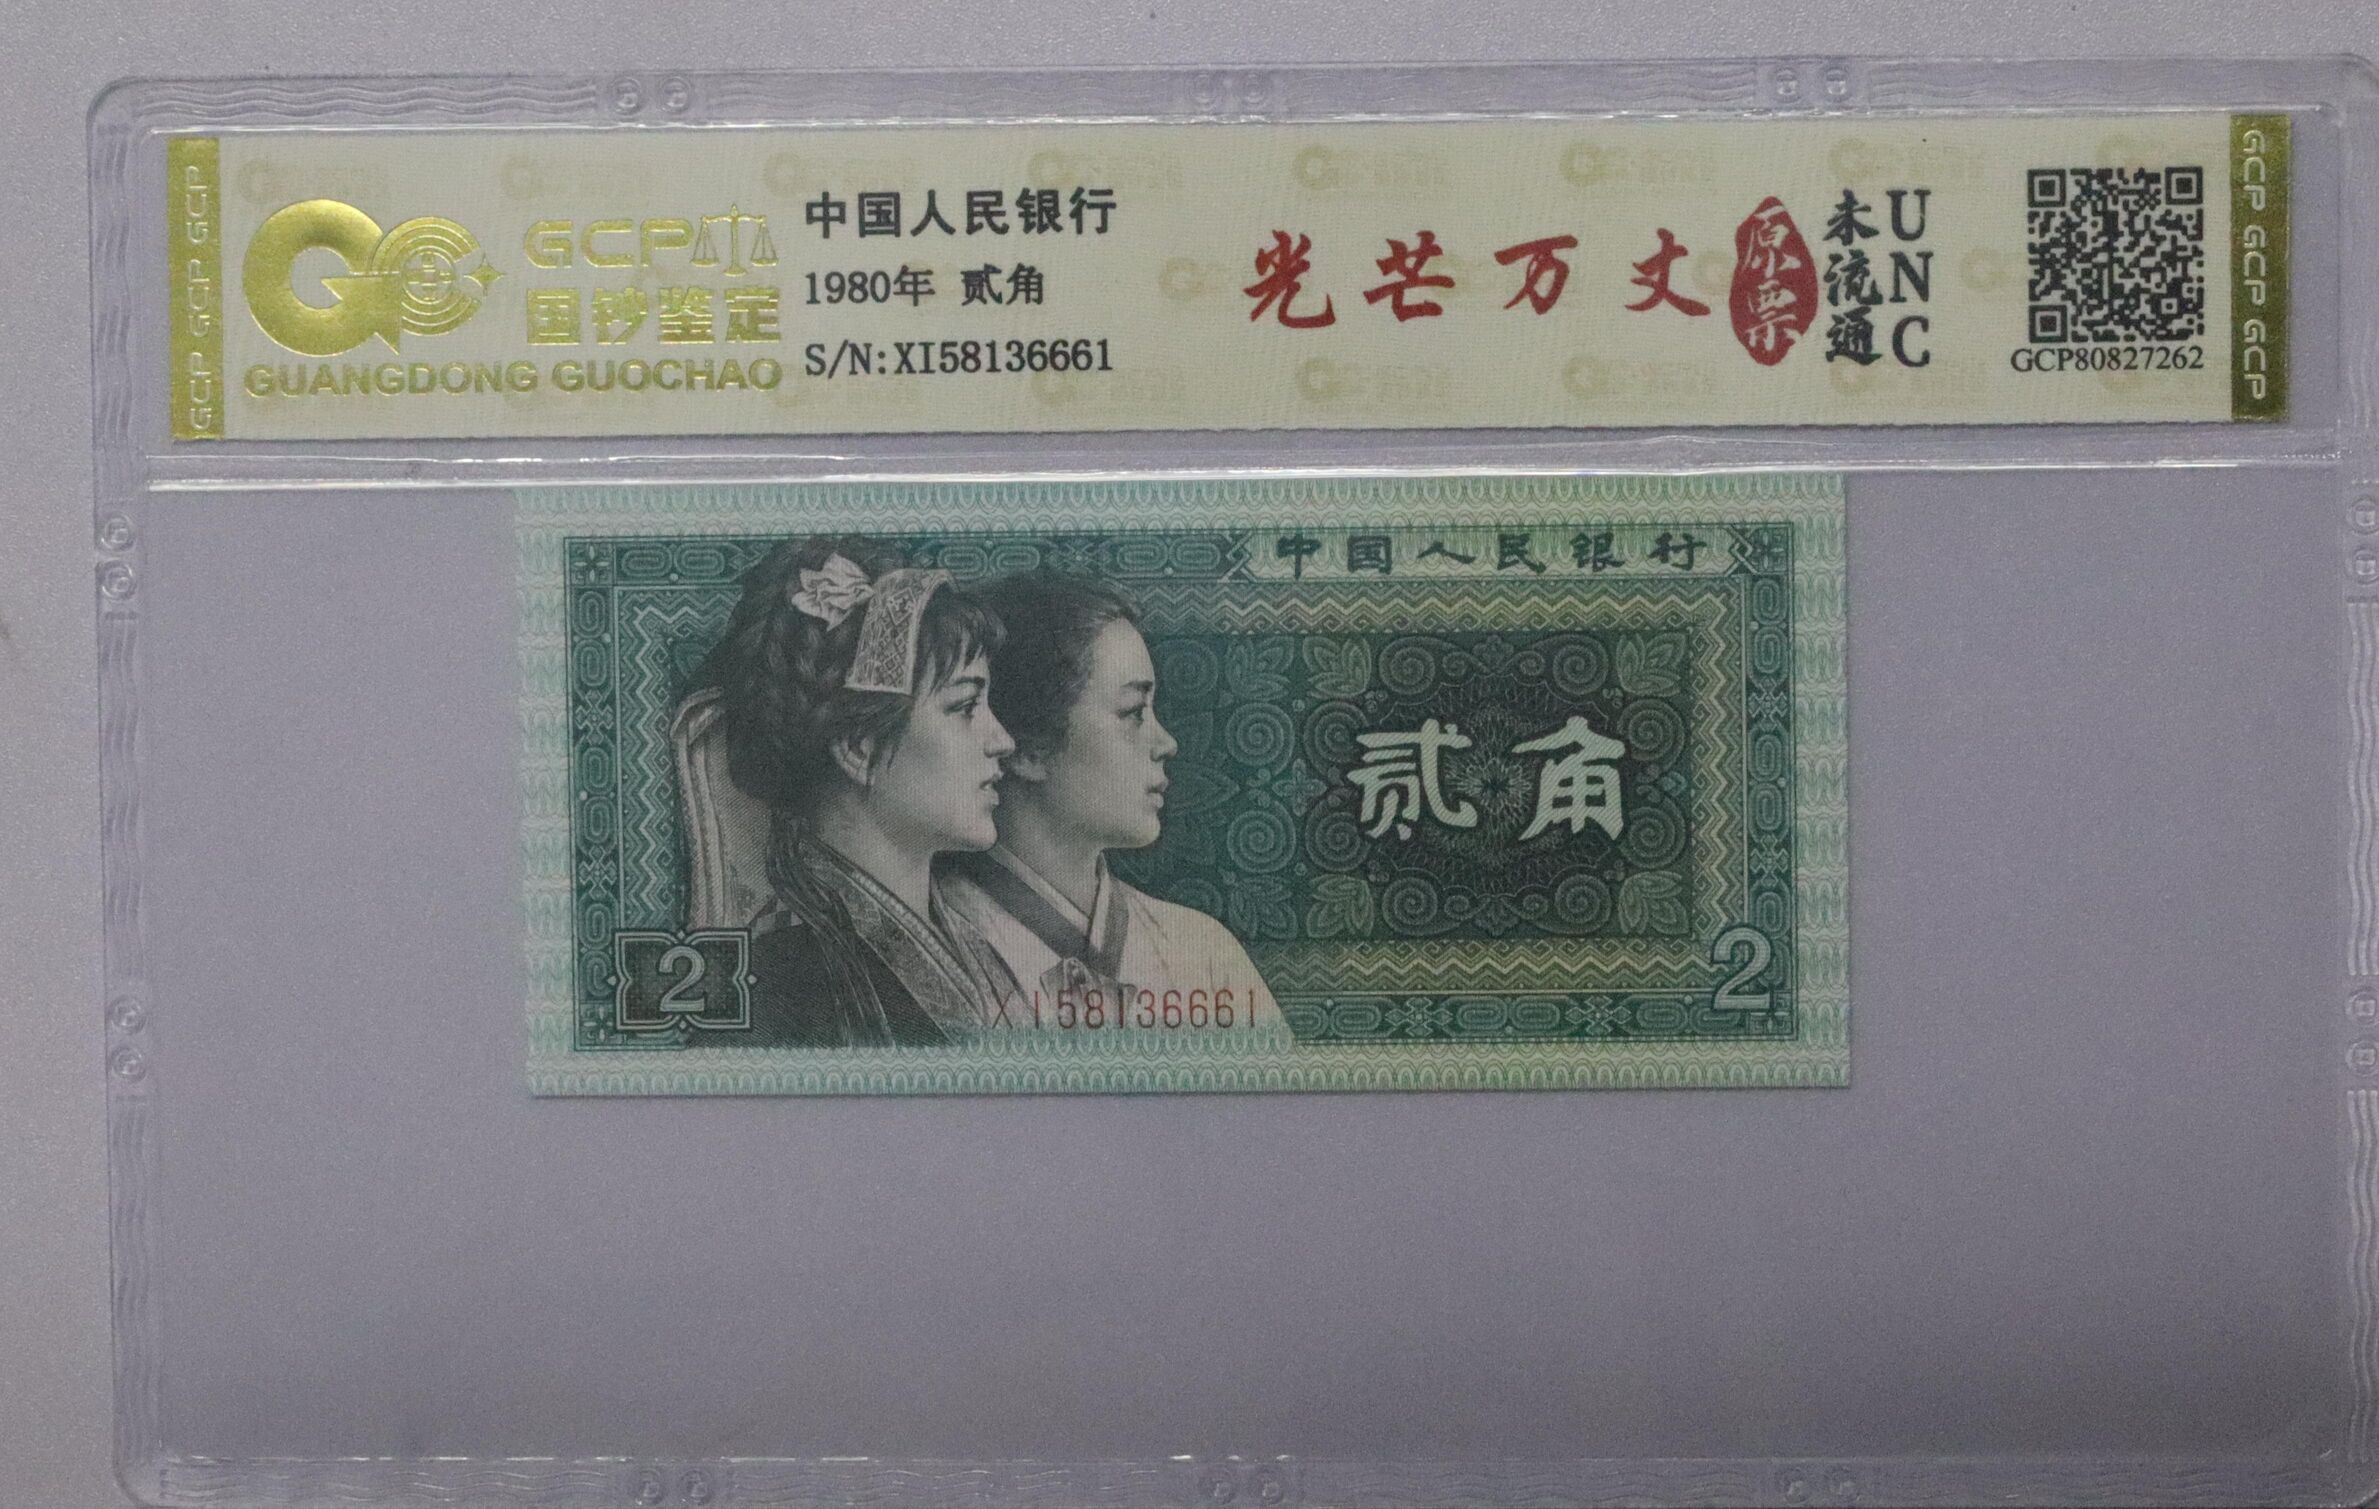 GCP GCP GCP
GCP
国钞鉴定
GUANGDONG GUOCHAO
中国人民银行
1980年 贰角
S/N:XI58136661
光芒万丈
原票
未流通
UNC
GCP80827262
GCP GCP GCP
中国人民银行
贰角
2
XI58136661
2